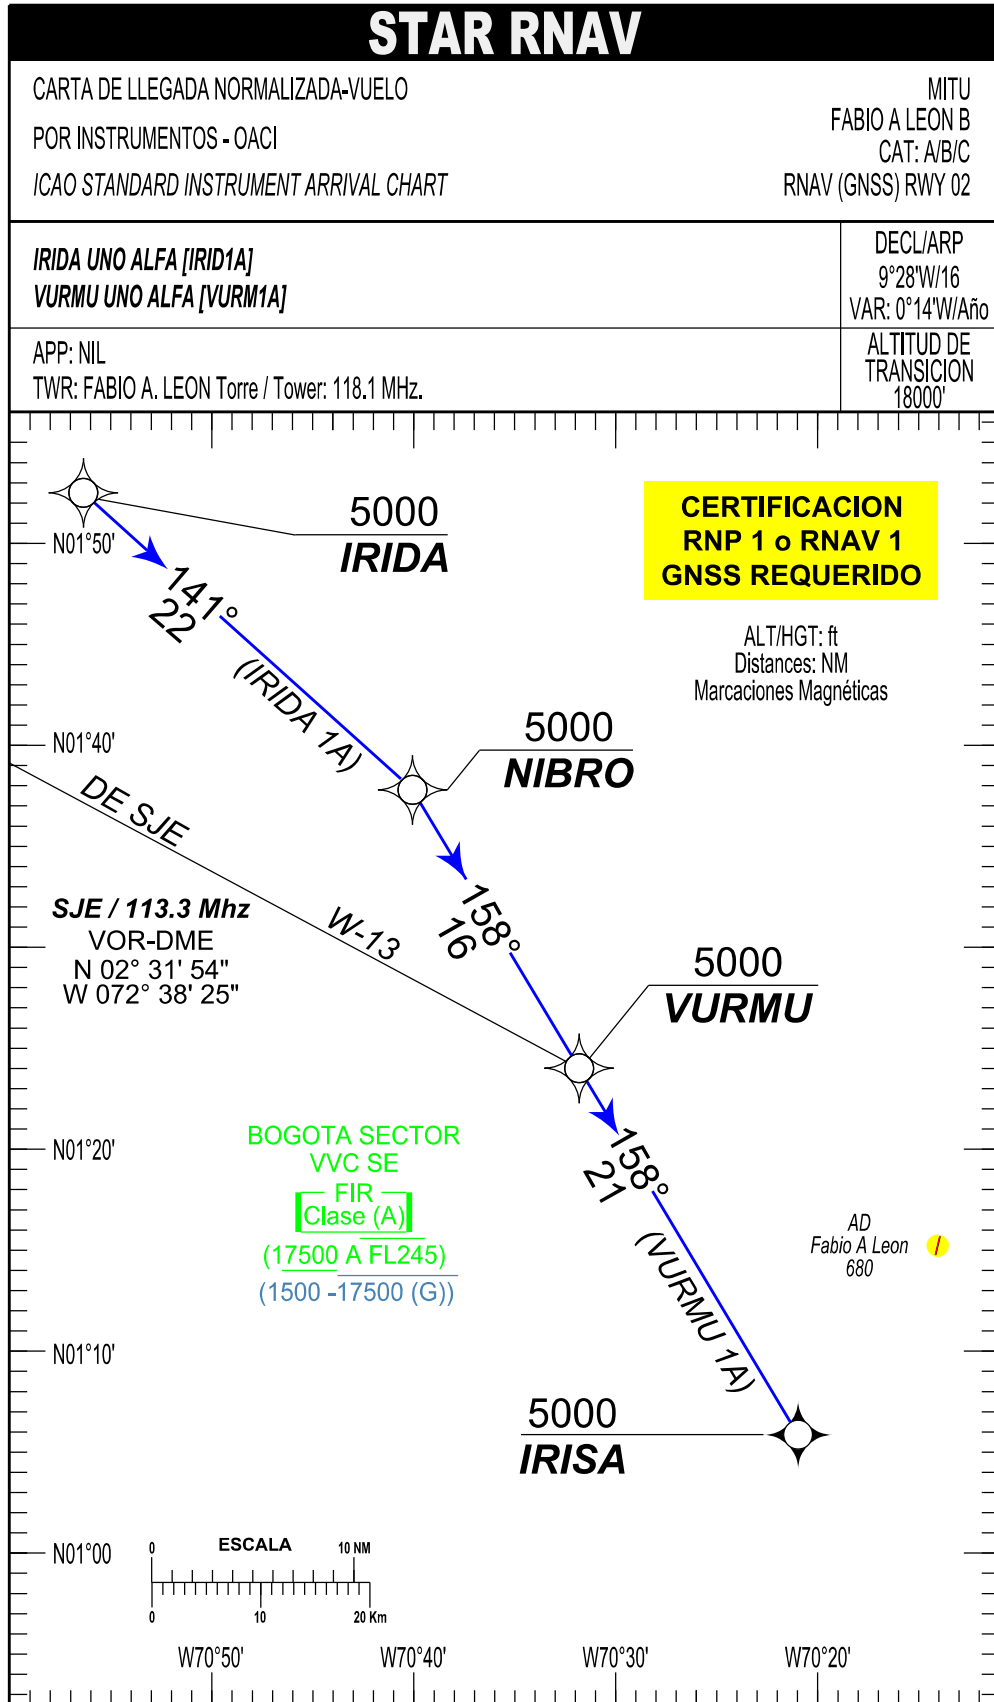 STAR RNAV
CARTA DE LLEGADA NORMALIZADA-VUELO
POR INSTRUMENTOS - OACI
ICAO STANDARD INSTRUMENT ARRIVAL CHART
MITU
FABIO A LEON B
CAT: A/B/C
RNAV (GNSS) RWY 02
IRIDA UNO ALFA [IRID1A]
VURMU UNO ALFA [VURM1A]
DECL/ARP
9°28'W/16
VAR: 0°14'W/Año
APP: NIL
TWR: FABIO A. LEON Torre / Tower: 118.1 MHz.
ALTITUD DE
TRANSICION
18000'
5000
IRIDA
CERTIFICACION
RNP 1 o RNAV 1
GNSS REQUERIDO
N01°50'
141°
22
ALT/HGT: ft
Distances: NM
Marcaciones Magnéticas
(IRIDA 1A)
5000
NIBRO
N01°40'
DE SJE
SJE / 113.3 Mhz
VOR-DME
N 02° 31' 54"
W 072° 38' 25"
W-13
158°
16
5000
VURMU
BOGOTA SECTOR
VVC SE
FIR
Clase (A)
(17500 A FL245)
(1500 -17500 (G))
N01°20'
158°
21
(VURMU 1A)
AD
Fabio A Leon
680
N01°10'
5000
IRISA
N01°00
ESCALA
0 10 NM
0 10 20 Km
W70°50' W70°40' W70°30' W70°20'